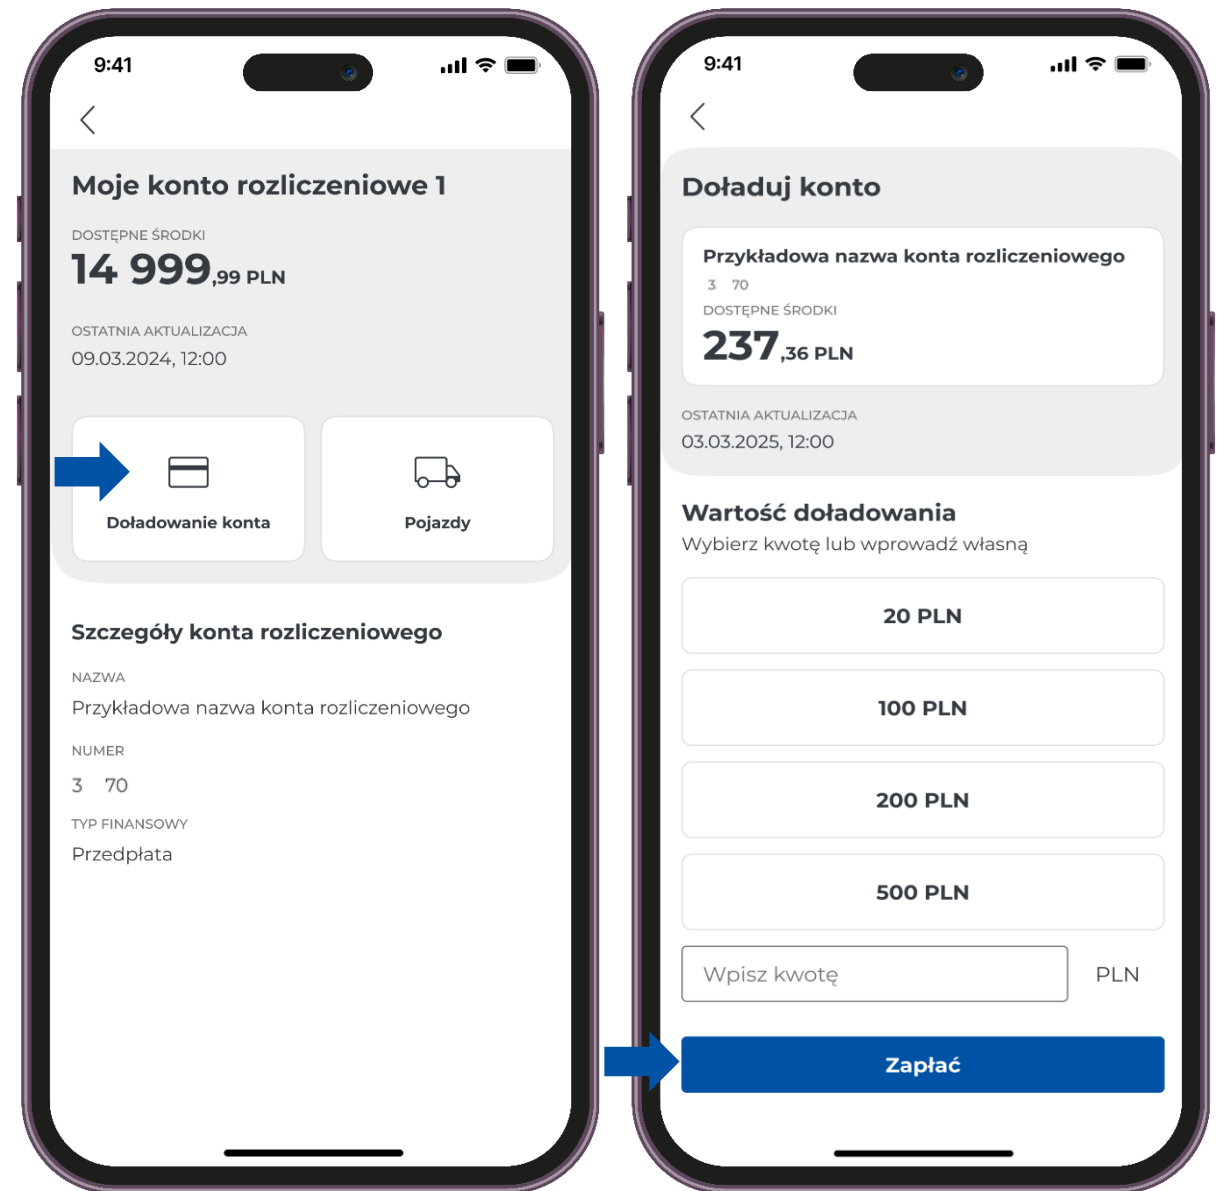 9:41
Moje konto rozliczeniowe 1
DOSTĘPNE ŚRODKI
14 999,99 PLN
OSTATNIA AKTUALIZACJA
09.03.2024, 12:00
Doładowanie konta
Pojazdy
Szczegóły konta rozliczeniowego
NAZWA
Przykładowa nazwa konta rozliczeniowego
NUMER
3 70
TYP FINANSOWY
Przedpłata
9:41
Doładuj konto
Przykładowa nazwa konta rozliczeniowego
3 70
DOSTĘPNE ŚRODKI
237,36 PLN
OSTATNIA AKTUALIZACJA
03.03.2025, 12:00
Wartość doładowania
Wybierz kwotę lub wprowadź własną
20 PLN
100 PLN
200 PLN
500 PLN
Wpisz kwotę PLN
Zapłać